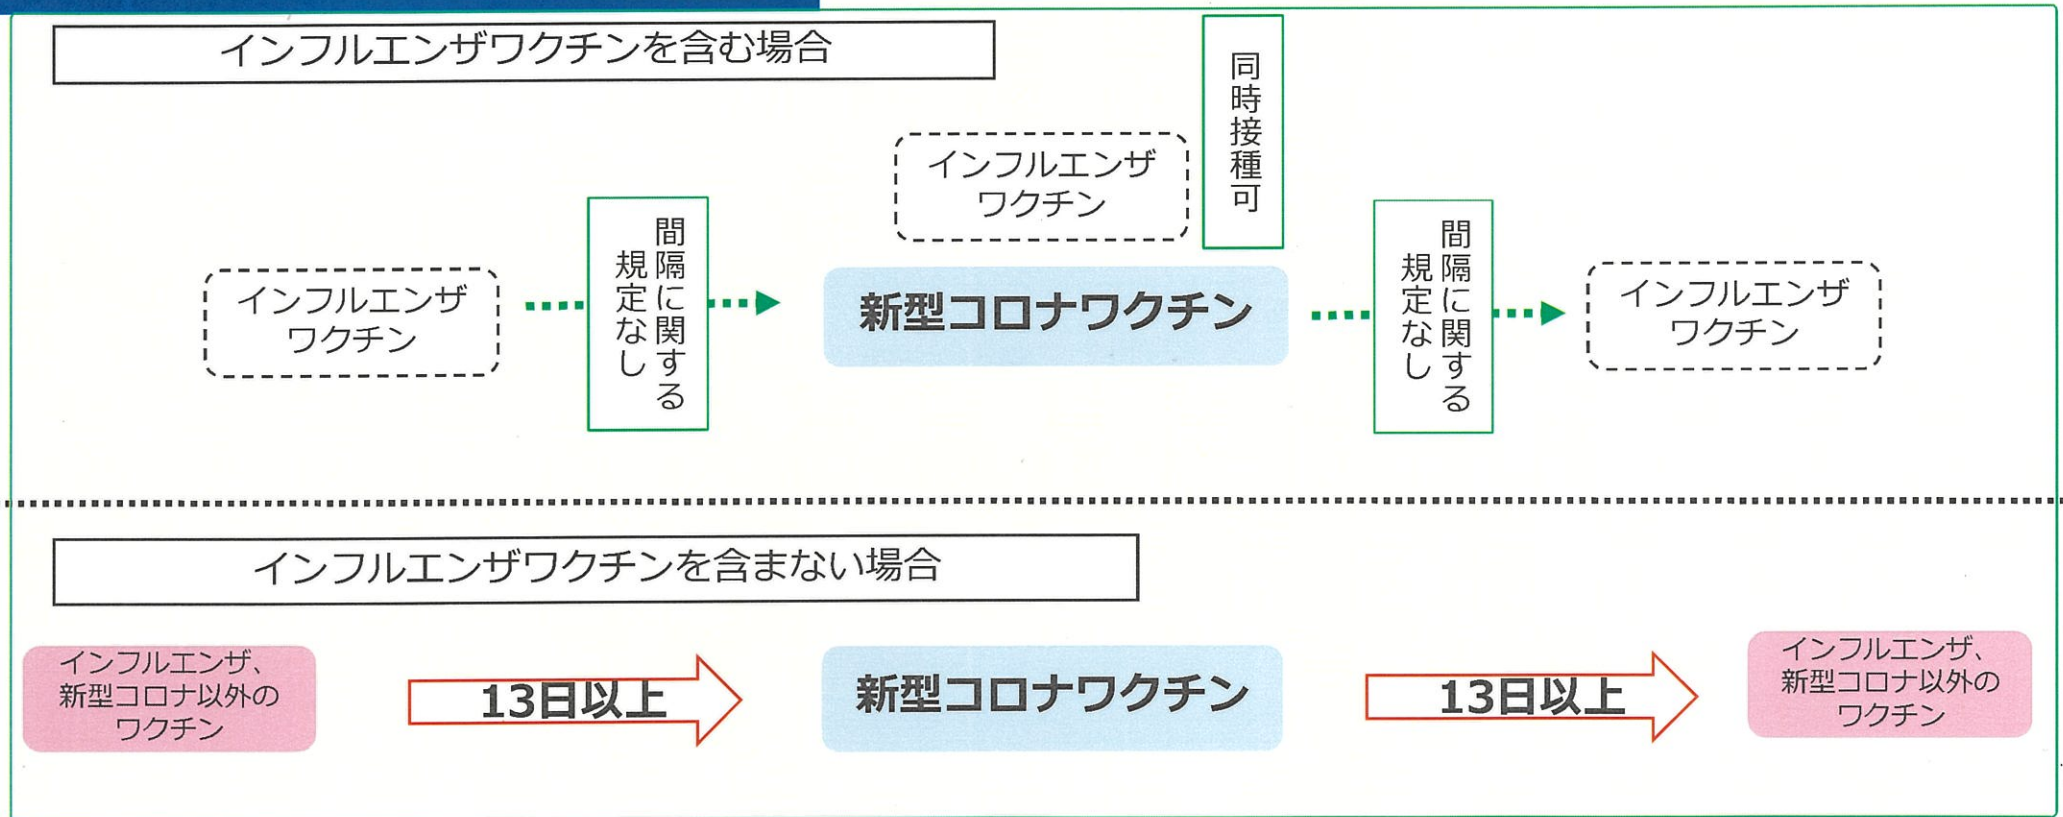 インフルエンザワクチンを含む場合
同時接種可
インフルエンザ
ワクチン
インフルエンザ
ワクチン
間隔に関する
規定なし
新型コロナワクチン
間隔に関する
規定なし
インフルエンザ
ワクチン
インフルエンザワクチンを含まない場合
インフルエンザ、
新型コロナ以外の
ワクチン
13日以上
新型コロナワクチン
13日以上
インフルエンザ、
新型コロナ以外の
ワクチン